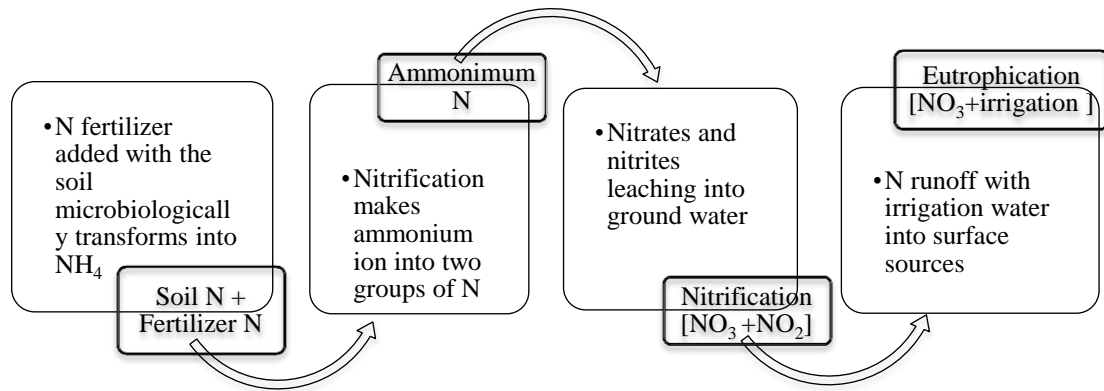 •N fertilizer
added with the
soil
microbiologicall
y transforms into
NH4
Soil N +
Fertilizer N
Ammonimum
N
•Nitrification
makes
ammonium
ion into two
groups of N
•Nitrates and
nitrites
leaching into
ground water
Nitrification
[NO3 +NO2]
Eutrophication
[NO3+irrigation ]
•N runoff with
irrigation water
into surface
sources